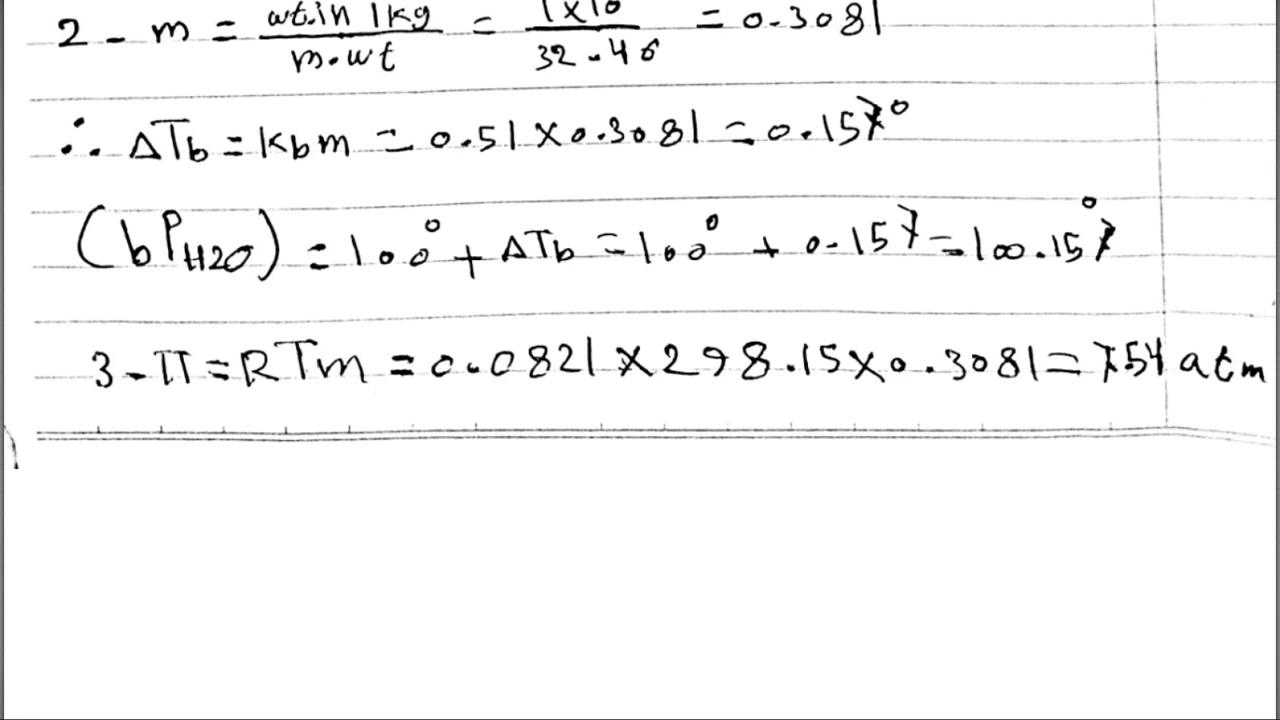 2 - m = wt.in 1kg / m.wt = 1x10 / 32.46 = 0.3081
∴ ΔTb = Kbm = 0.51 x 0.3081 = 0.157°
(bP H2O) = 100° + ΔTb = 100° + 0.157 = 100.157°
3 - Π = RTm = 0.0821 x 298.15 x 0.3081 = 7.54 atm